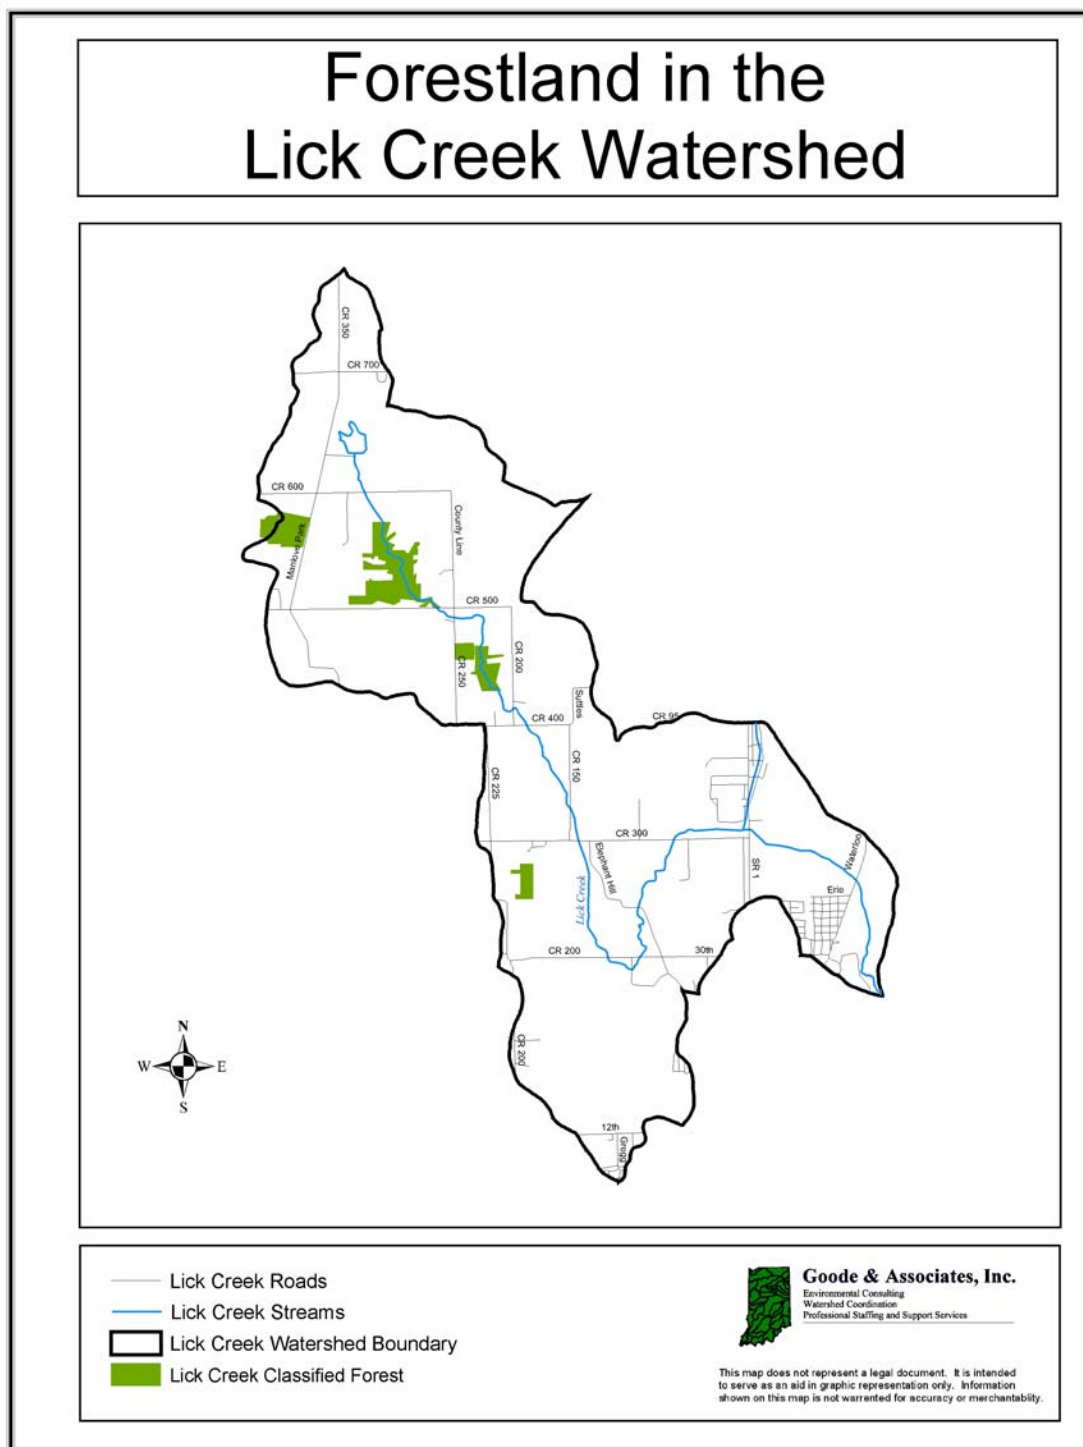 Forestland in the
Lick Creek Watershed
CR 350
CR 700
CR 600
County Line
Manlove Park
CR 500
CR 200
CR 250
Suttles
CR 400
CR 95
CR 150
CR 225
CR 300
Elephant Hill
SR 1
Waterloo
Erie
Lick Creek
CR 200
30th
CR 200
12th
Gregg
N
W
E
S
Lick Creek Roads
Lick Creek Streams
Lick Creek Watershed Boundary
Lick Creek Classified Forest
Goode & Associates, Inc.
Environmental Consulting
Watershed Coordination
Professional Staffing and Support Services
This map does not represent a legal document. It is intended
to serve as an aid in graphic representation only. Information
shown on this map is not warrented for accuracy or merchantablity.